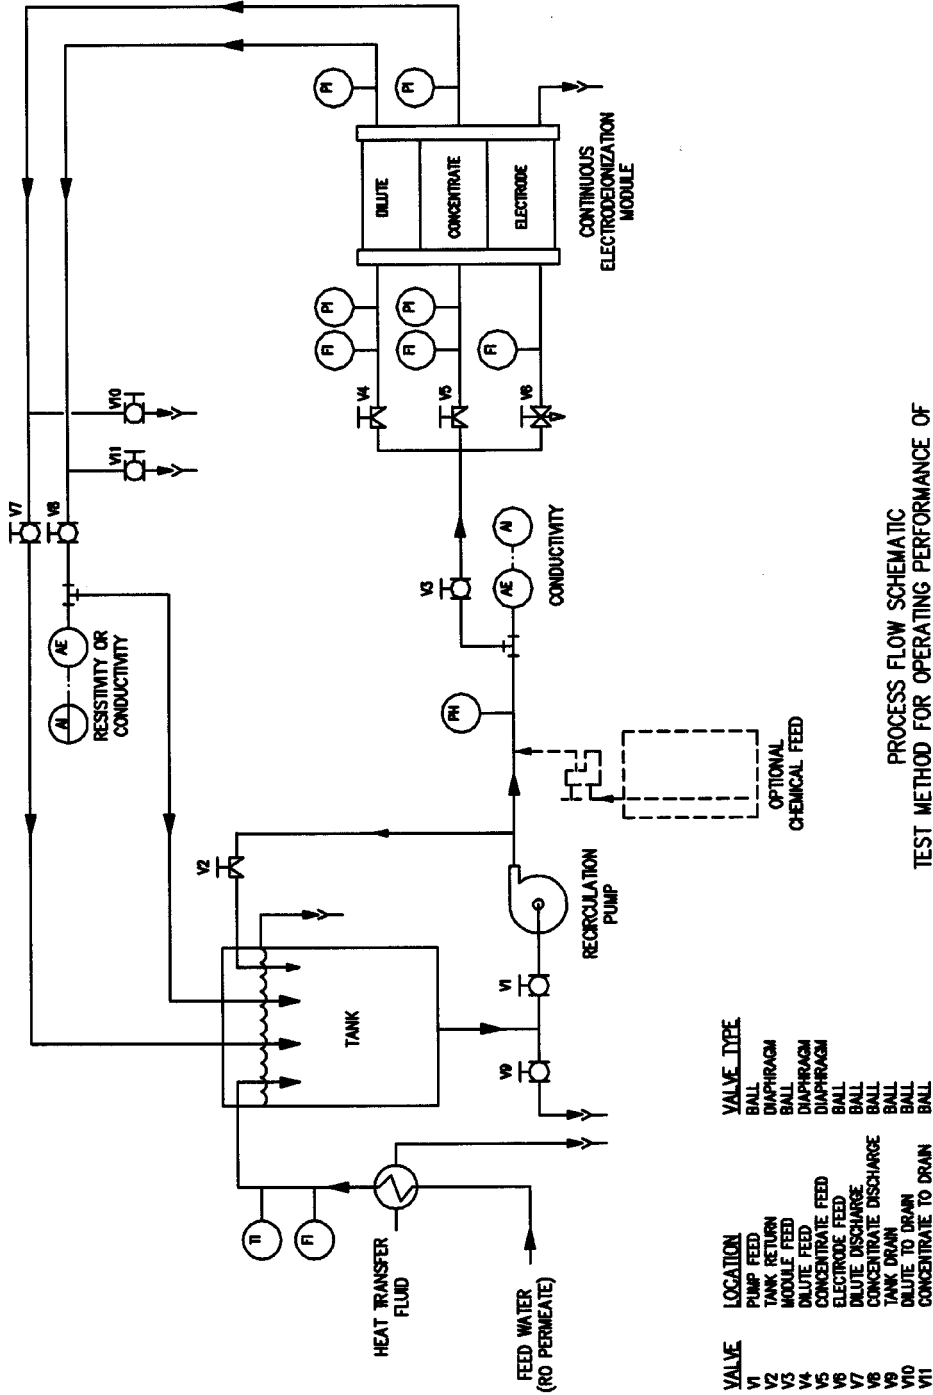 PI
PI
DILUTE
CONCENTRATE
ELECTRODE
CONTINUOUS
ELECTRODEIONIZATION
MODULE
PI
PI
FI
FI
FI
V4
V5
V6
V10
V11
V7
V8
AE
AI
RESISTIVITY OR
CONDUCTIVITY
V3
AI
AE
CONDUCTIVITY
PH
OPTIONAL
CHEMICAL FEED
V2
RECIRCULATION
PUMP
V1
V9
TANK
TI
FI
HEAT TRANSFER
FLUID
FEED WATER
(RO PERMEATE)
VALVE LOCATION VALVE TYPE
V1 PUMP FEED BALL
V2 TANK RETURN DIAPHRAGM
V3 MODULE FEED BALL
V4 DILUTE FEED DIAPHRAGM
V5 CONCENTRATE FEED DIAPHRAGM
V6 ELECTRODE FEED BALL
V7 DILUTE DISCHARGE BALL
V8 CONCENTRATE DISCHARGE BALL
V9 TANK DRAIN BALL
V10 DILUTE TO DRAIN BALL
V11 CONCENTRATE TO DRAIN BALL
PROCESS FLOW SCHEMATIC
TEST METHOD FOR OPERATING PERFORMANCE OF